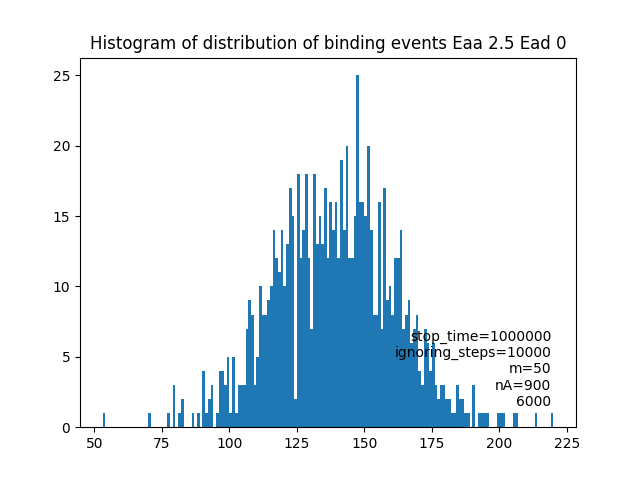 Histogram of distribution of binding events Eaa 2.5 Ead 0
25
20
15
10
5
0
stop_time=1000000
ignoring_steps=10000
m=50
nA=900
6000
50 75 100 125 150 175 200 225